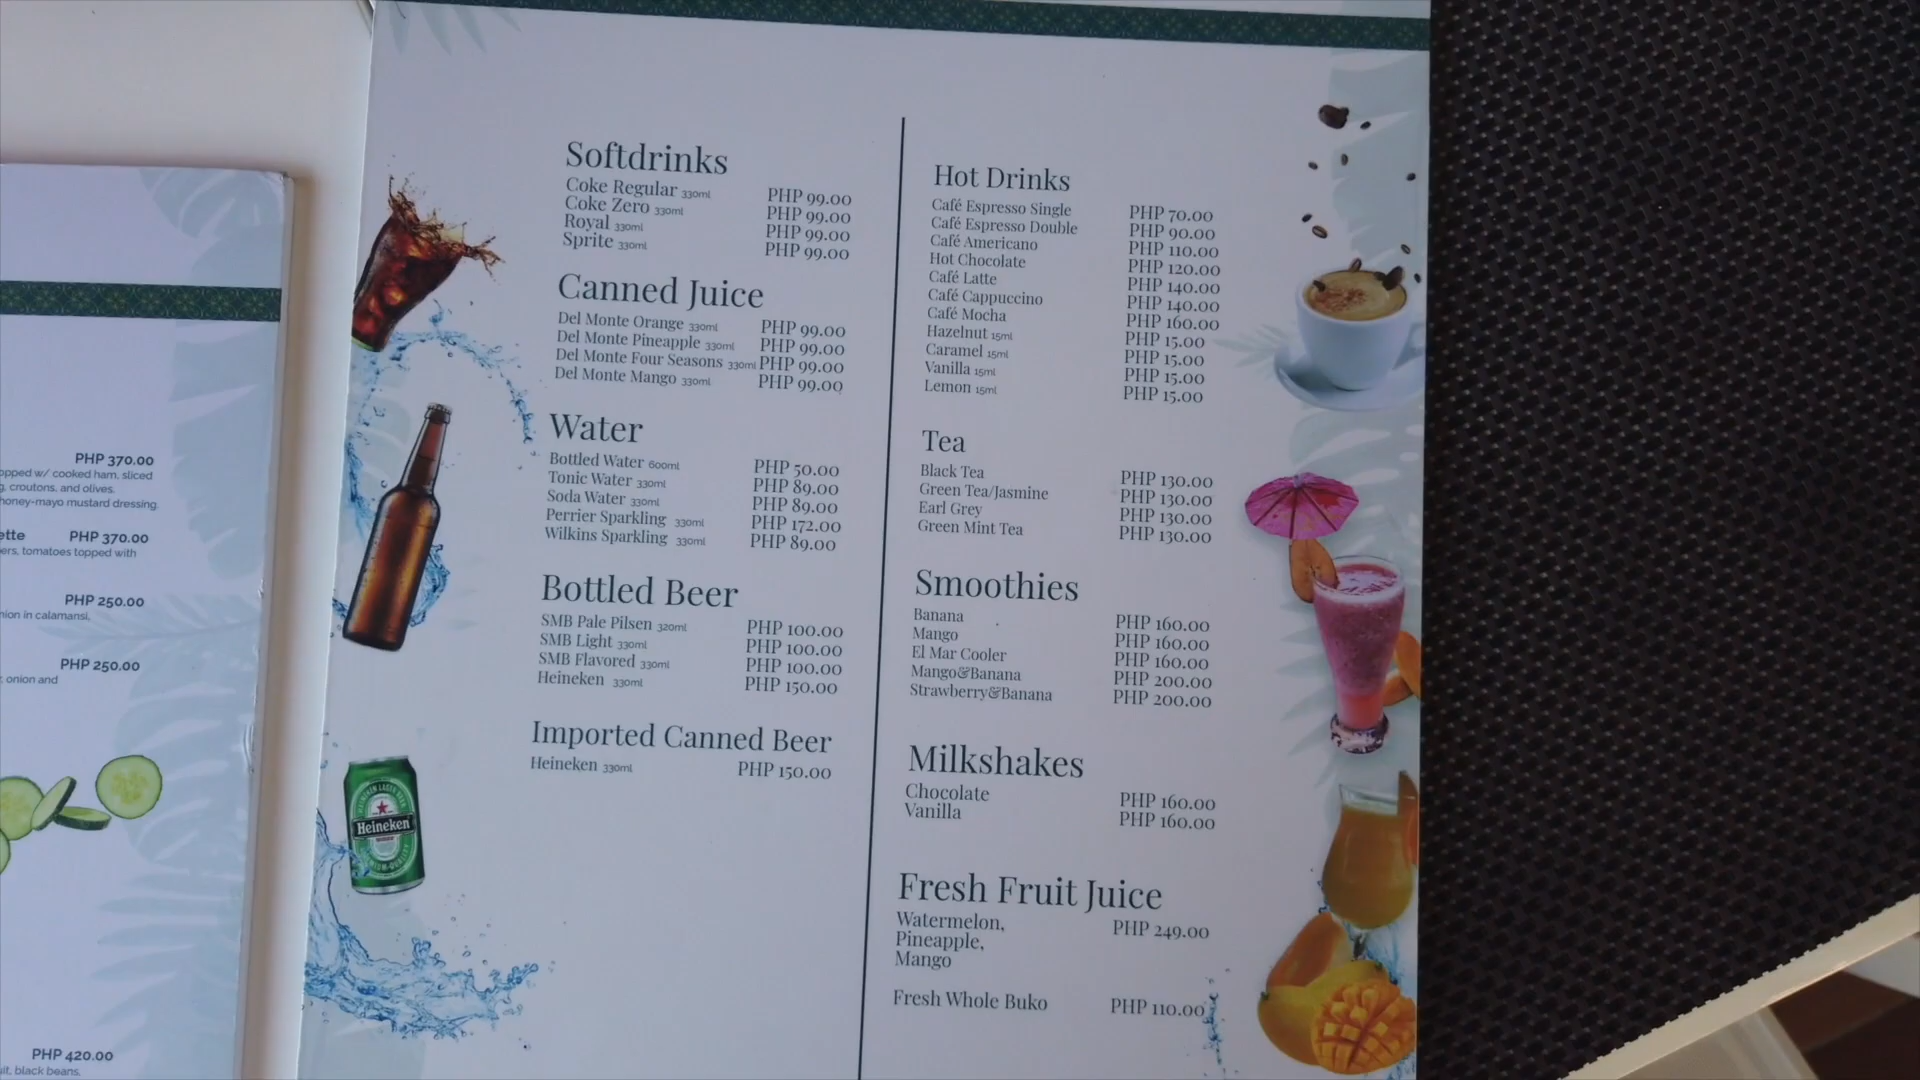 PHP 370.00
opped w/ cooked ham, sliced
g, croutons, and olives.
honey-mayo mustard dressing
ette PHP 370.00
ers, tomatoes topped with
PHP 250.00
nion in calamansi,
PHP 250.00
, onion and
PHP 420.00
uit, black beans,
Softdrinks
Coke Regular 330ml PHP 99.00
Coke Zero 330ml PHP 99.00
Royal 330ml PHP 99.00
Sprite 330ml PHP 99.00
Canned Juice
Del Monte Orange 330ml PHP 99.00
Del Monte Pineapple 330ml PHP 99.00
Del Monte Four Seasons 330ml PHP 99.00
Del Monte Mango 330ml PHP 99.00
Water
Bottled Water 600ml PHP 50.00
Tonic Water 330ml PHP 89.00
Soda Water 330ml PHP 89.00
Perrier Sparkling 330ml PHP 172.00
Wilkins Sparkling 330ml PHP 89.00
Bottled Beer
SMB Pale Pilsen 320ml PHP 100.00
SMB Light 330ml PHP 100.00
SMB Flavored 330ml PHP 100.00
Heineken 330ml PHP 150.00
Imported Canned Beer
Heineken 330ml PHP 150.00
Heineken
Hot Drinks
Café Espresso Single PHP 70.00
Café Espresso Double PHP 90.00
Café Americano PHP 110.00
Hot Chocolate PHP 120.00
Café Latte PHP 140.00
Café Cappuccino PHP 140.00
Café Mocha PHP 160.00
Hazelnut 15ml PHP 15.00
Caramel 15ml PHP 15.00
Vanilla 15ml PHP 15.00
Lemon 15ml PHP 15.00
Tea
Black Tea PHP 130.00
Green Tea/Jasmine PHP 130.00
Earl Grey PHP 130.00
Green Mint Tea PHP 130.00
Smoothies
Banana PHP 160.00
Mango PHP 160.00
El Mar Cooler PHP 160.00
Mango&Banana PHP 200.00
Strawberry&Banana PHP 200.00
Milkshakes
Chocolate PHP 160.00
Vanilla PHP 160.00
Fresh Fruit Juice
Watermelon, PHP 249.00
Pineapple,
Mango
Fresh Whole Buko PHP 110.00